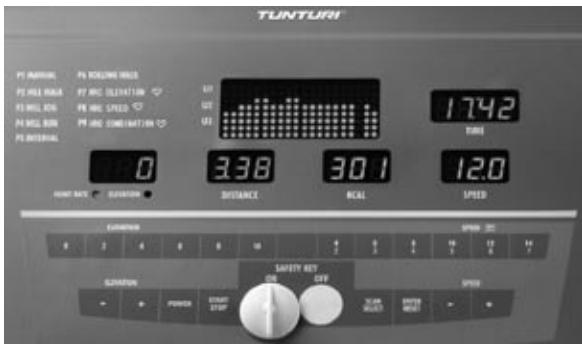 TUNTURI
P1 MANUAL P6 ROLLING WALK
P2 HILL WALK P7 HRC ELEVATION
P3 HILL JOG P8 HRC SPEED
P4 HILL RUN P9 HRC COMBINATION
P5 INTERVAL
17.42
TIME
0 3.38 301 12.0
HEART RATE ELEVATION DISTANCE KCAL SPEED
ELEVATION SPEED
0 2 4 6 8 10
SAFETY KEY
ELEVATION ON OFF SPEED
- + POWER START STOP SCAN SELECT ENTER RESET - +